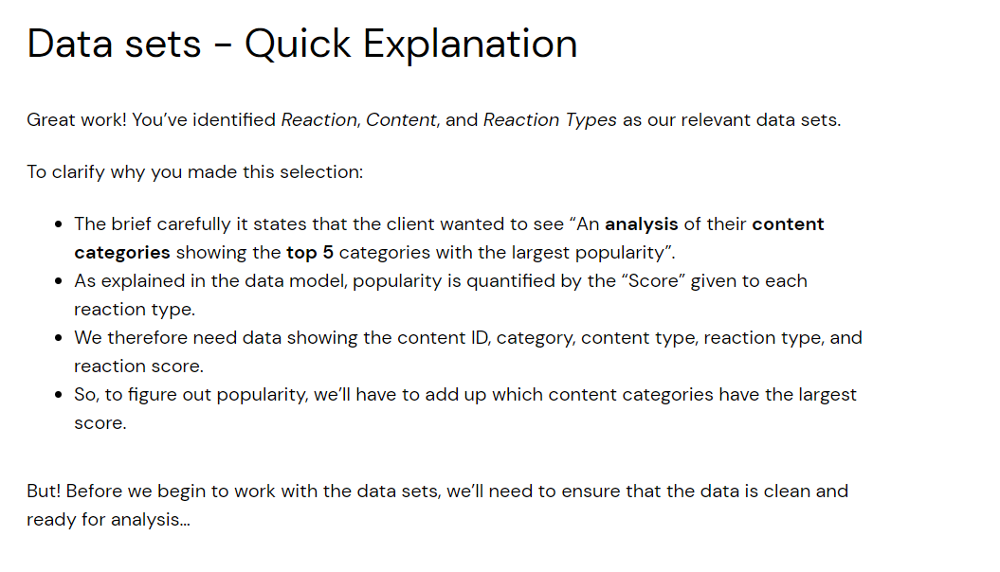 Data sets - Quick Explanation
Great work! You’ve identified Reaction, Content, and Reaction Types as our relevant data sets.
To clarify why you made this selection:
• The brief carefully it states that the client wanted to see “An analysis of their content
categories showing the top 5 categories with the largest popularity”.
• As explained in the data model, popularity is quantified by the “Score” given to each
reaction type.
• We therefore need data showing the content ID, category, content type, reaction type, and
reaction score.
• So, to figure out popularity, we’ll have to add up which content categories have the largest
score.
But! Before we begin to work with the data sets, we’ll need to ensure that the data is clean and
ready for analysis…